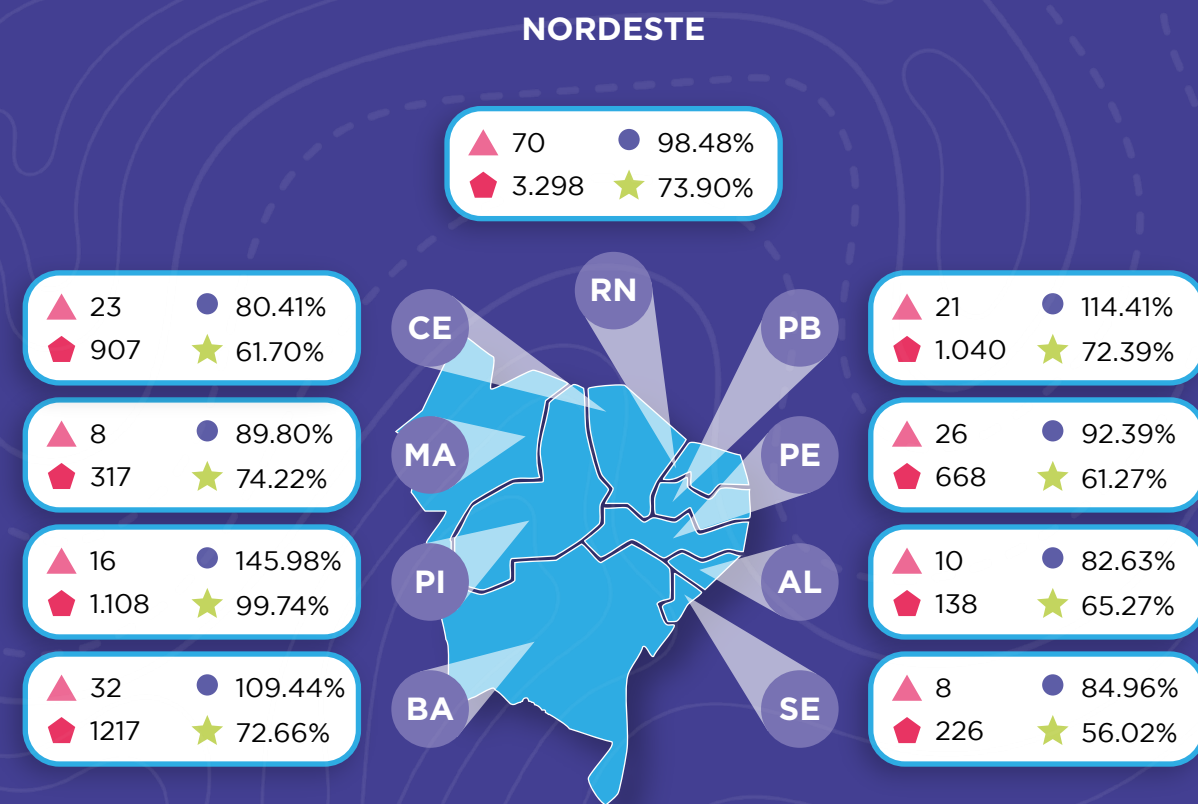 NORDESTE
70 98.48%
3.298 73.90%
RN
CE
PB
23 80.41%
907 61.70%
21 114.41%
1.040 72.39%
MA
PE
8 89.80%
317 74.22%
26 92.39%
668 61.27%
PI
AL
16 145.98%
1.108 99.74%
10 82.63%
138 65.27%
BA
SE
32 109.44%
1217 72.66%
8 84.96%
226 56.02%